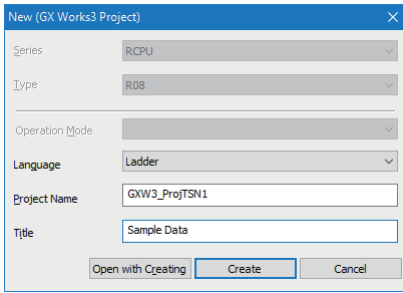 New (GX Works3 Project)
Series RCPU
Type R08
Operation Mode
Language Ladder
Project Name GXW3_ProjTSN1
Title Sample Data
Open with Creating Create Cancel